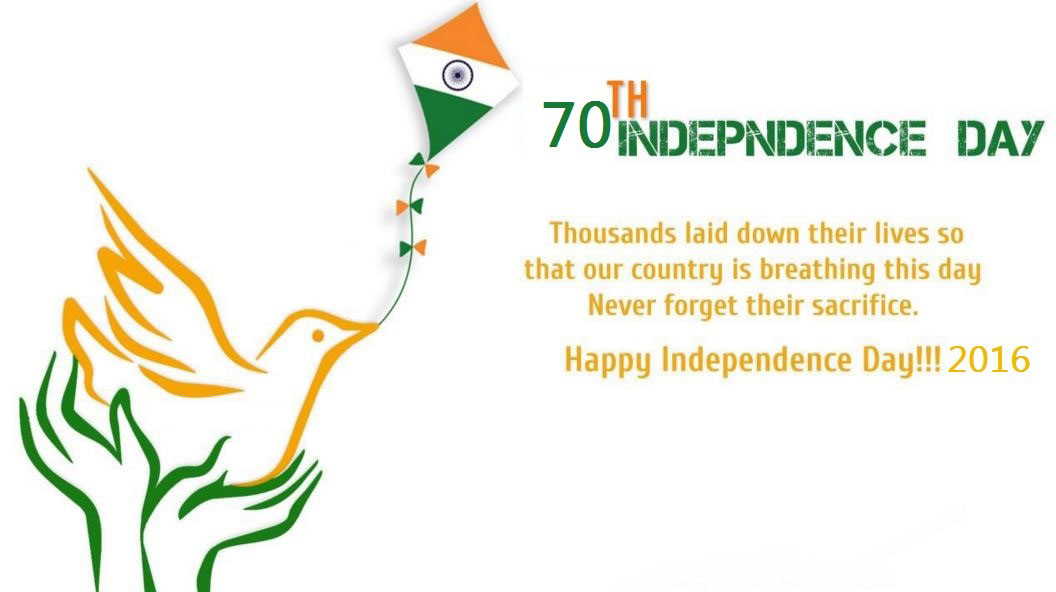 70TH INDEPNDENCE DAY
Thousands laid down their lives so
that our country is breathing this day
Never forget their sacrifice.
Happy Independence Day!!! 2016